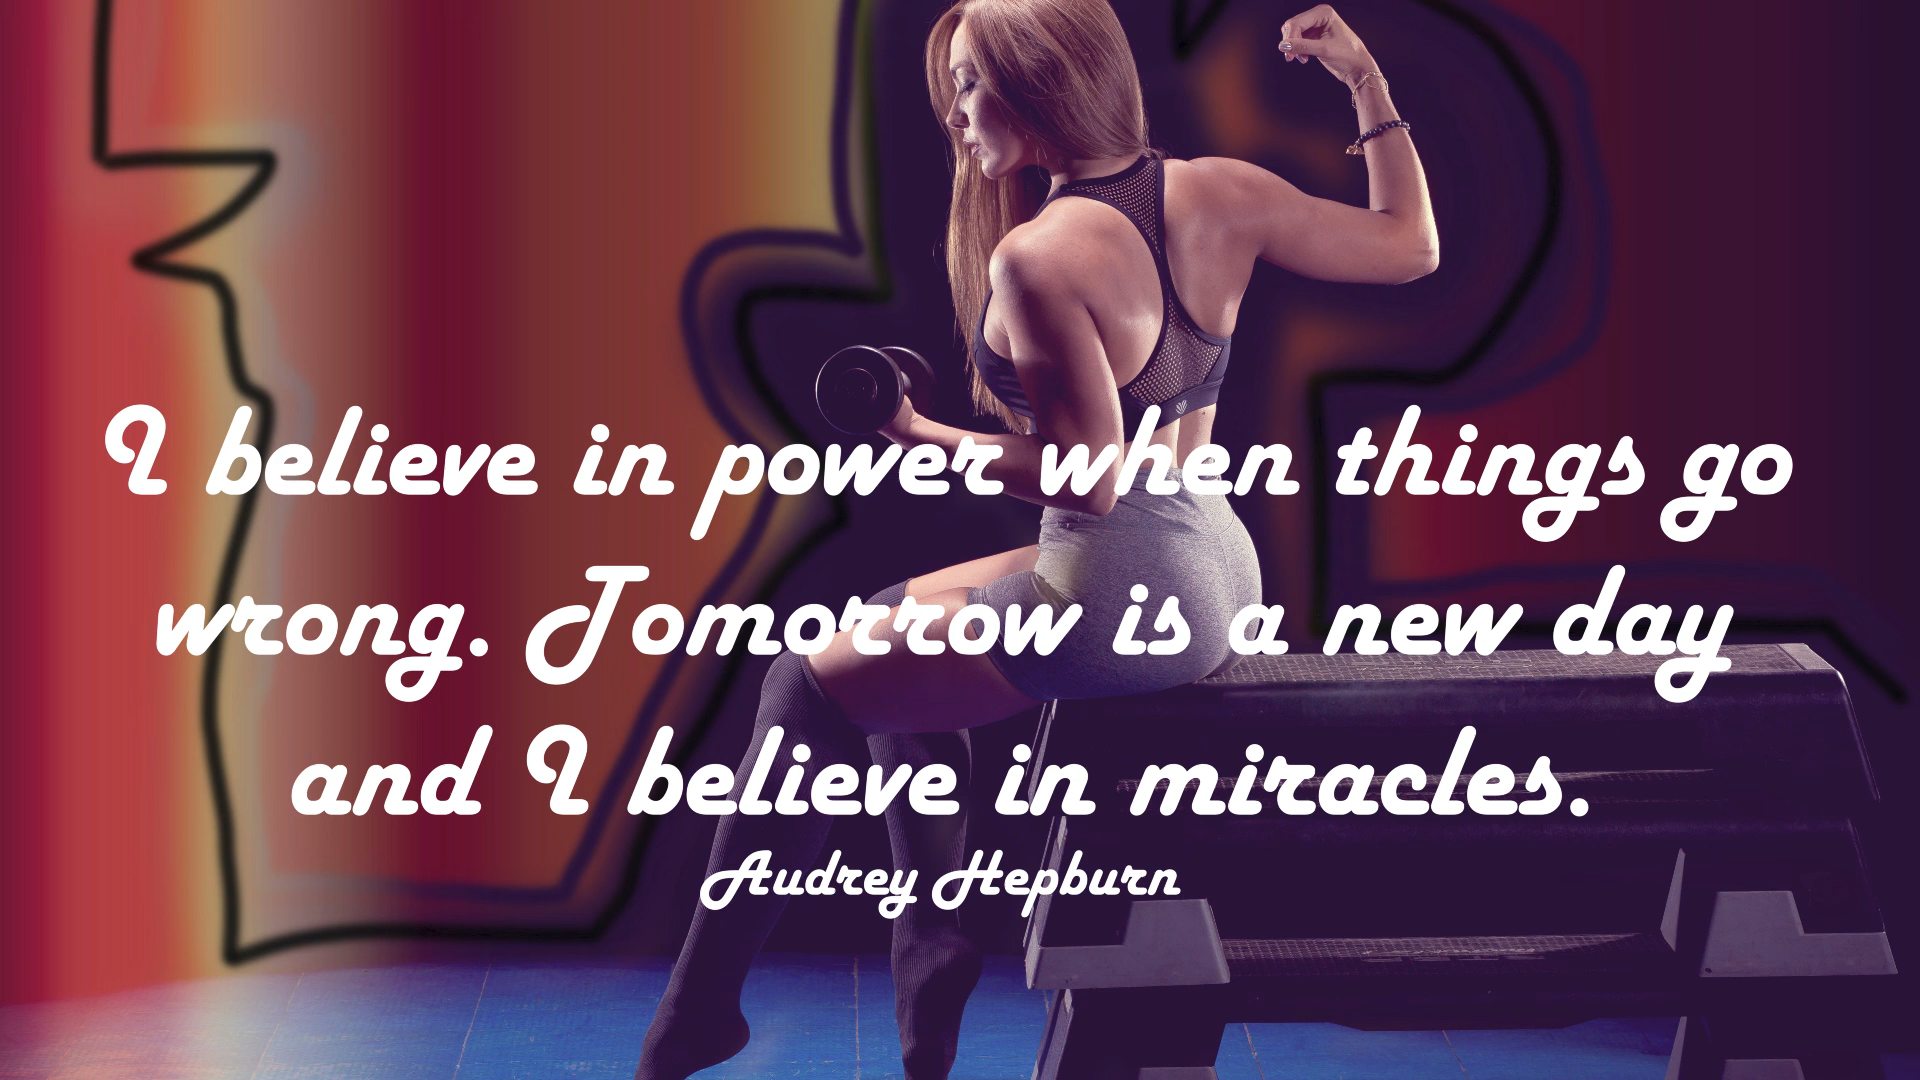 I believe in power when things go
wrong. Tomorrow is a new day
and I believe in miracles.
Audrey Hepburn